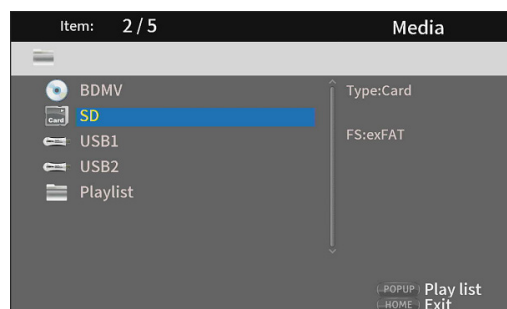 Item: 2/5 Media
BDMV
Type:Card
Card SD
FS:exFAT
USB1
USB2
Playlist
POPUP Play list
HOME Exit